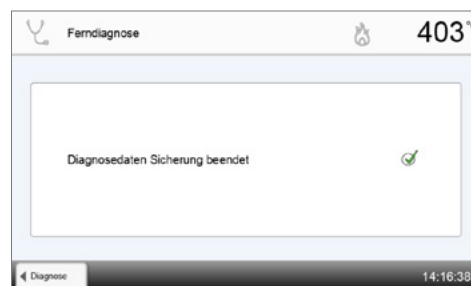 Ferndiagnose
403°
Diagnosedaten Sicherung beendet
Diagnose
14:16:38